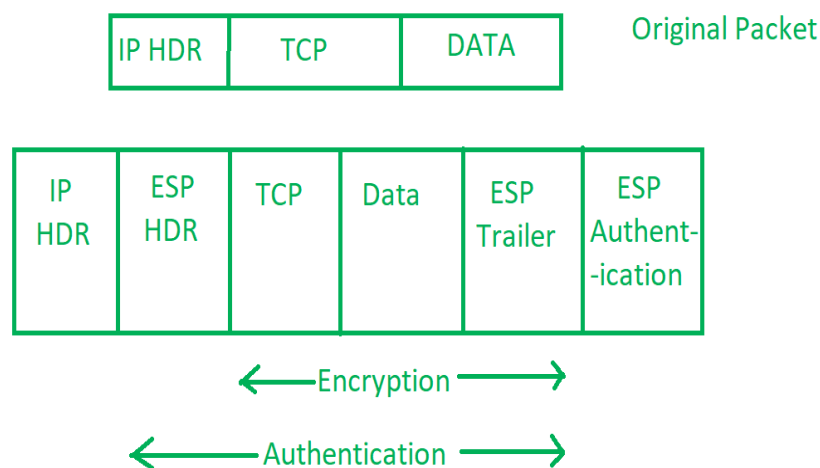 IP HDR TCP DATA Original Packet
IP HDR
ESP HDR
TCP
Data
ESP Trailer
ESP Authent- -ication
Encryption
Authentication